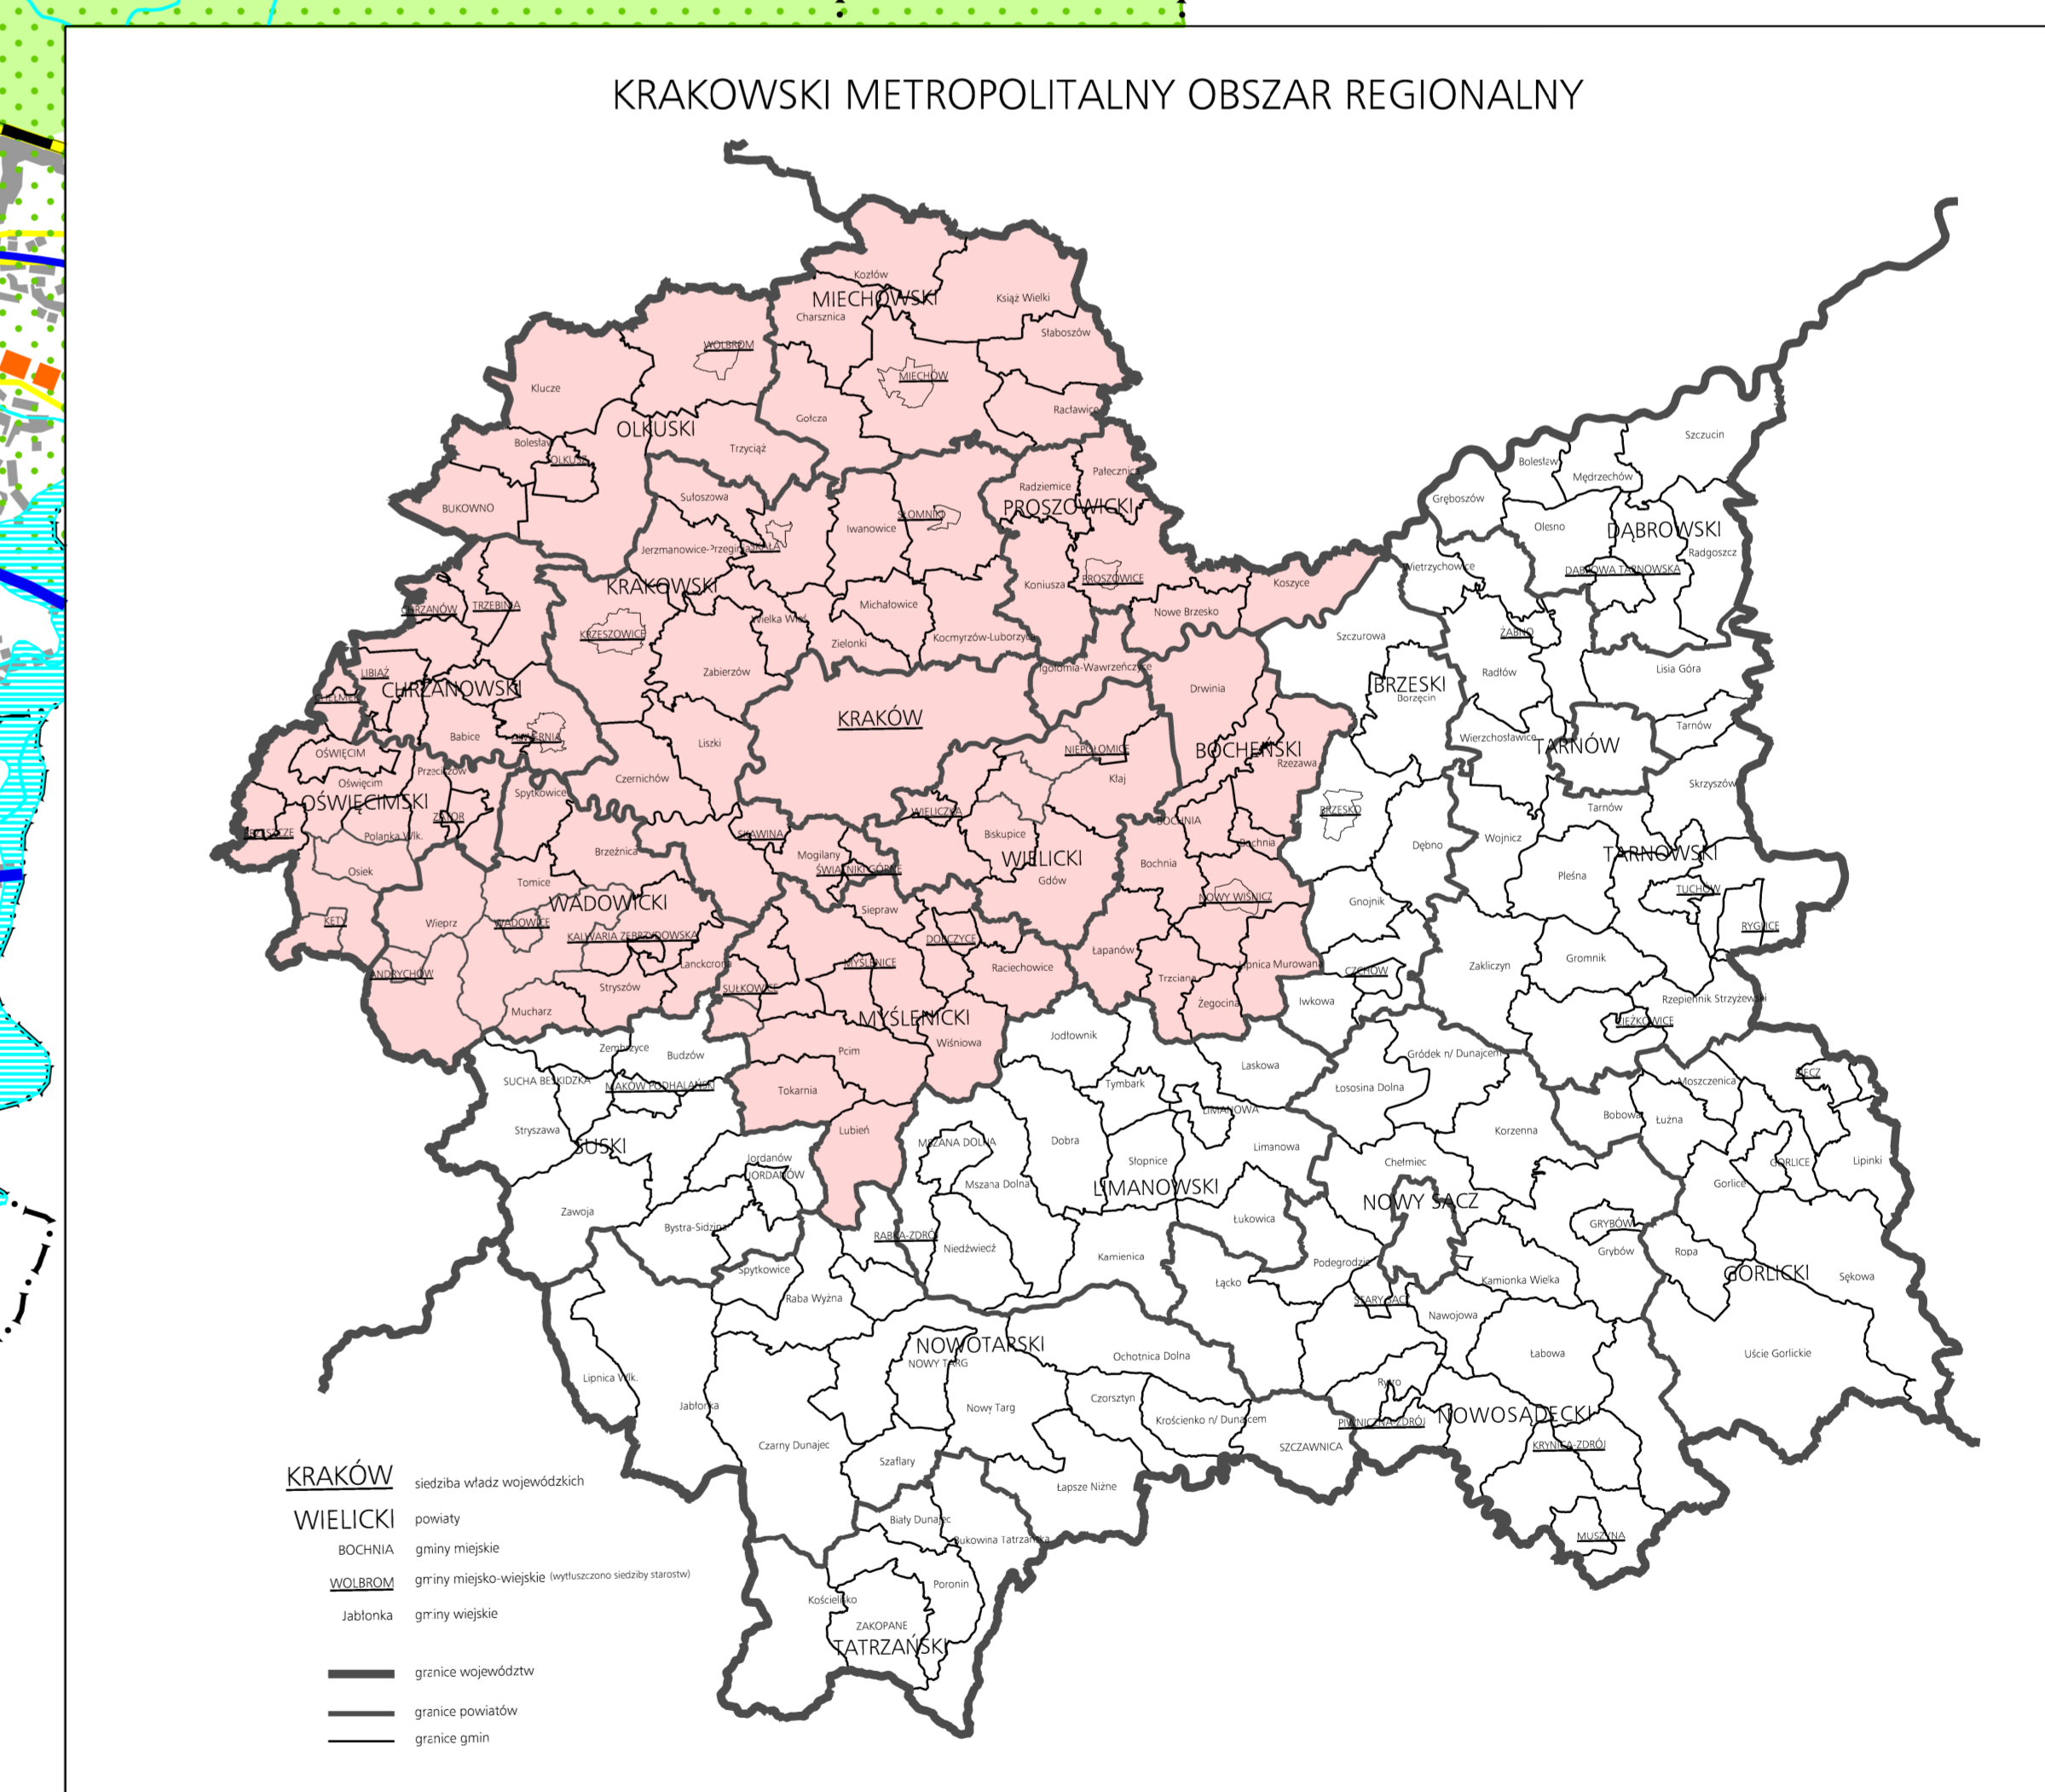 KRAKOWSKI METROPOLITALNY OBSZAR REGIONALNY
Kozłów
MIECHOWSKI
Książ Wielki
Charsznica
Słaboszów
WOLBROM
MIECHÓW
Klucze
Racławice
Gołcza
OLKUSKI
Szczucin
Bolesław
Trzyciąż
OLKUSZ
Bolesław
Pałecznica
Mędrzechów
Radziemice
Sułoszowa
Gręboszów
BUKOWNO
PROSZOWICKI
SŁOMNIKI
Iwanowice
Olesno
DĄBROWSKI
Jerzmanowice-Przeginia
SKAŁA
Radgoszcz
Wietrzychowice
DĄBROWA TARNOWSKA
KRAKOWSKI
Koniusza
PROSZOWICE
Koszyce
CHRZANÓW
TRZEBINIA
Michałowice
Nowe Brzesko
Wielka Wieś
KRZESZOWICE
Szczurowa
ŻABNO
Zielonki
Kocmyrzów-Luborzyca
LIBIĄŻ
Zabierzów
Igołomia-Wawrzeńczyce
Radłów
Lisia Góra
CHRZANOWSKI
Drwinia
BRZESKI
CHEŁMEK
Borzęcin
KRAKÓW
Tarnów
Babice
ALWERNIA
Liszki
Wierzchosławice
TARNÓW
OŚWIĘCIM
NIEPOŁOMICE
BOCHEŃSKI
Rzezawa
Przeciszów
Oświęcim
Czernichów
Kłaj
Skrzyszów
OŚWIĘCIMSKI
Spytkowice
ZATOR
WIELICZKA
BRZESKO
Tarnów
BRZESZCZE
Polanka Wlk.
SKAWINA
Biskupice
BOCHNIA
Wojnicz
Brzeźnica
Mogilany
WIELICKI
Bochnia
Bochnia
Dębno
TARNOWSKI
Osiek
ŚWIĄTNIKI GÓRNE
Pleśna
Tomice
Gdów
TUCHÓW
WADOWICKI
Siepraw
NOWY WIŚNICZ
Gnojnik
KĘTY
Wieprz
WADOWICE
RYGLICE
KALWARIA ZEBRZYDOWSKA
DOBCZYCE
Łapanów
Lanckorona
MYŚLENICE
Raciechowice
Lipnica Murowana
Zakliczyn
Gromnik
ANDRYCHÓW
CZCHÓW
Stryszów
SUŁKOWICE
Trzciana
Żegocina
Iwkowa
Rzepiennik Strzyżewski
Mucharz
MYŚLENICKI
CIĘŻKOWICE
Jodłownik
Wiśniowa
Zembrzyce
Budzów
Pcim
Gródek n/ Dunajcem
Laskowa
SUCHA BESKIDZKA
MAKÓW PODHALAŃSKI
Tymbark
Łososina Dolna
Moszczenica
BIECZ
Tokarnia
LIMANOWA
Bobowa
Łużna
Stryszawa
Lubień
MSZANA DOLNA
Dobra
Korzenna
SUSKI
Limanowa
Jordanów
Słopnice
Chełmiec
GORLICE
Lipinki
JORDANÓW
Mszana Dolna
LIMANOWSKI
Gorlice
NOWY SĄCZ
Zawoja
Łukowica
GRYBÓW
Bystra-Sidzina
RABKA-ZDRÓJ
Niedźwiedź
Kamienica
Grybów
Ropa
Spytkowice
Podegrodzie
GORLICKI
Sękowa
Łącko
Kamionka Wielka
Raba Wyżna
STARY SĄCZ
Nawojowa
NOWOTARSKI
Ochotnica Dolna
Łabowa
Uście Gorlickie
NOWY TARG
Lipnica Wlk.
Rytro
Jabłonka
Czorsztyn
Nowy Targ
Krościenko n/ Dunajcem
PIWNICZNA-ZDRÓJ
NOWOSĄDECKI
Czarny Dunajec
SZCZAWNICA
KRYNICA-ZDRÓJ
Szaflary
Łapsze Niżne
Biały Dunajec
Bukowina Tatrzańska
MUSZYNA
Poronin
Kościelisko
ZAKOPANE
TATRZAŃSKI
KRAKÓW siedziba władz wojewódzkich
WIELICKI powiaty
BOCHNIA gminy miejskie
WOLBROM gminy miejsko-wiejskie (wytłuszczono siedziby starostw)
Jabłonka gminy wiejskie
granice województw
granice powiatów
granice gmin